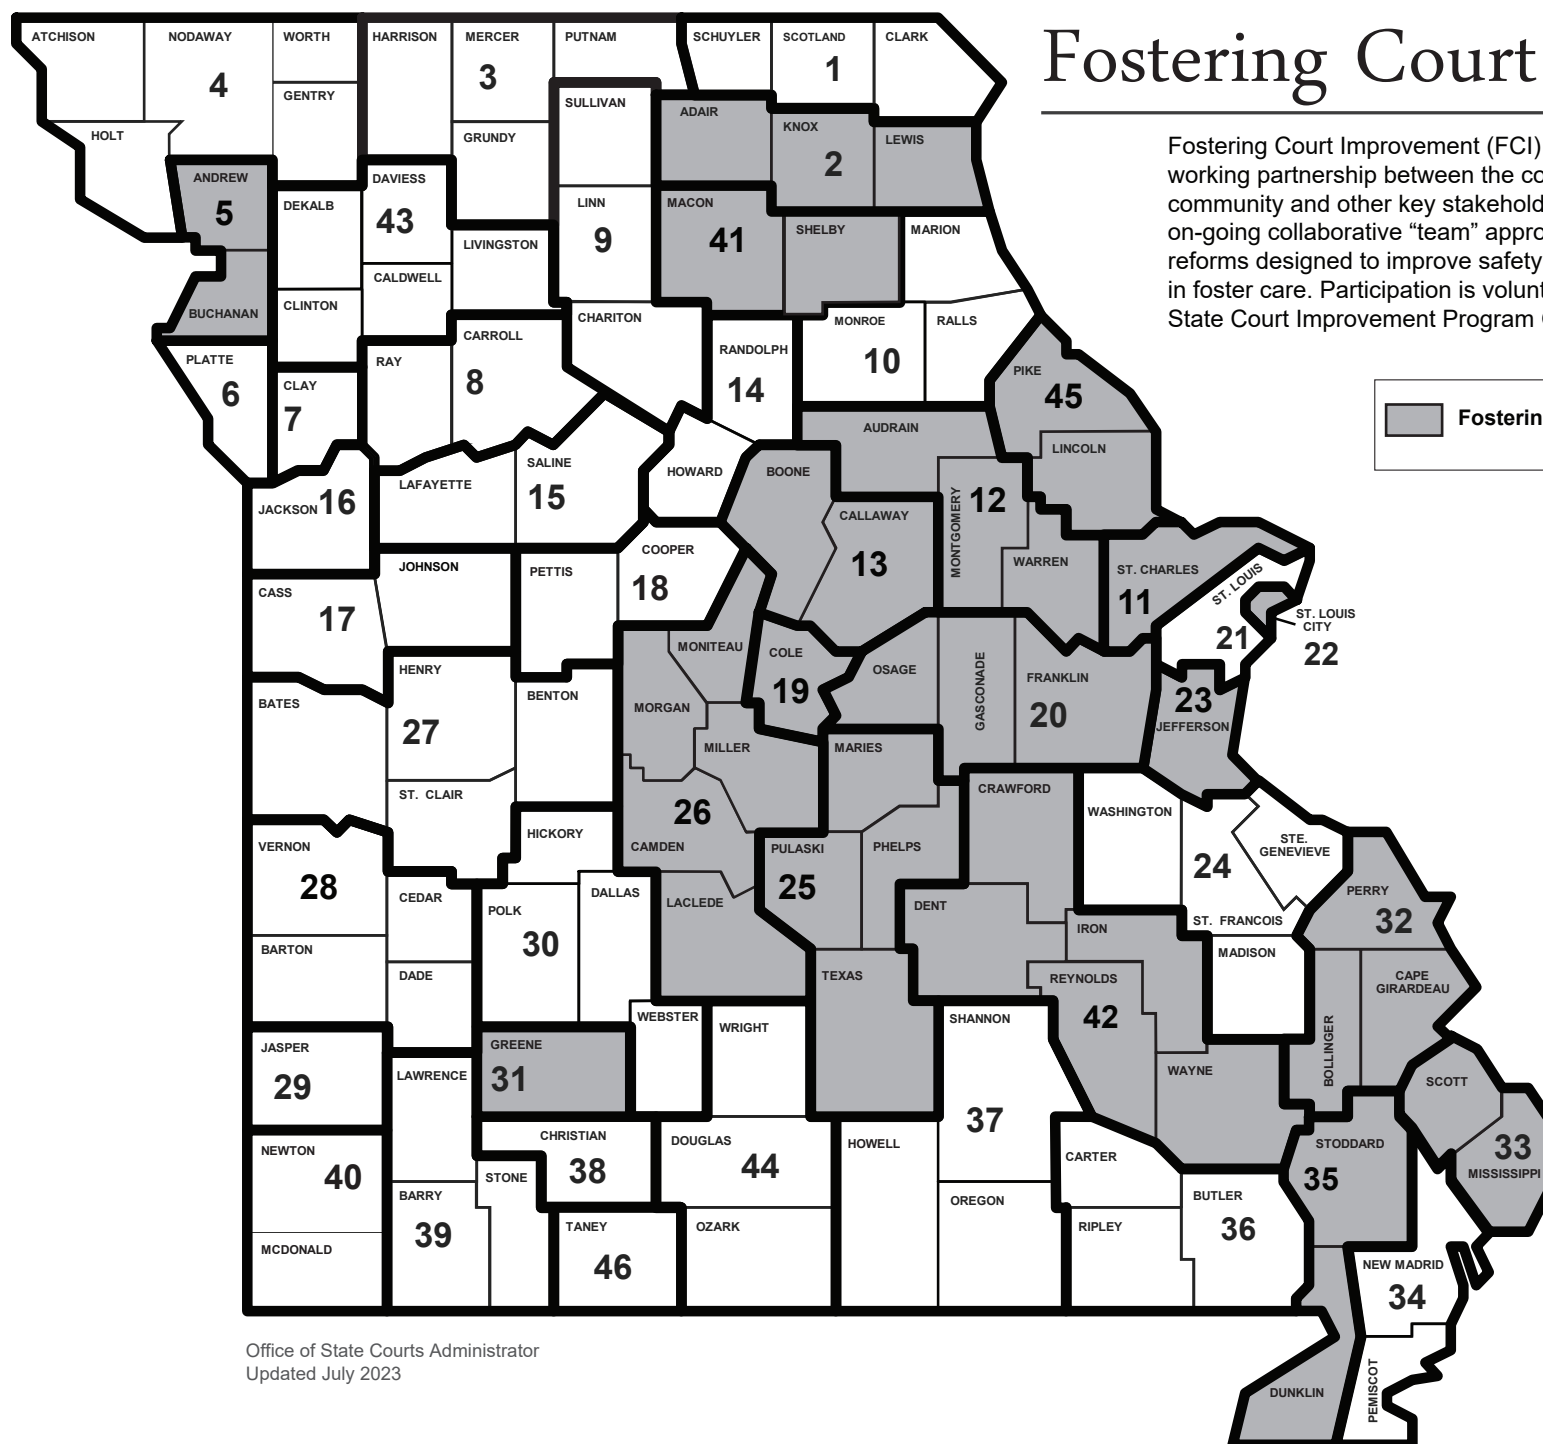 Fostering Court
Fostering Court Improvement (FCI)
working partnership between the co
community and other key stakehold
on-going collaborative “team” appro
reforms designed to improve safety
in foster care. Participation is volunt
State Court Improvement Program
Fosterin
ATCHISON
NODAWAY
4
WORTH
HARRISON
MERCER
3
PUTNAM
SCHUYLER
SCOTLAND
1
CLARK
GENTRY
HOLT
GRUNDY
SULLIVAN
ADAIR
KNOX
2
LEWIS
ANDREW
5
DEKALB
DAVIESS
43
LINN
9
MACON
41
SHELBY
MARION
LIVINGSTON
CALDWELL
BUCHANAN
CLINTON
CARROLL
8
CHARITON
RANDOLPH
14
MONROE
10
RALLS
PLATTE
6
CLAY
7
RAY
PIKE
45
AUDRAIN
LINCOLN
JACKSON
16
LAFAYETTE
SALINE
15
HOWARD
BOONE
CALLAWAY
13
MONTGOMERY
12
WARREN
ST. CHARLES
11
ST. LOUIS
21
ST. LOUIS
CITY
22
CASS
17
JOHNSON
PETTIS
COOPER
18
MONITEAU
COLE
19
OSAGE
GASCONADE
FRANKLIN
20
23
JEFFERSON
BATES
HENRY
27
BENTON
MORGAN
MILLER
MARIES
ST. CLAIR
26
CAMDEN
CRAWFORD
WASHINGTON
STE.
GENEVIEVE
24
ST. FRANCOIS
VERNON
28
HICKORY
PULASKI
25
PHELPS
PERRY
32
CEDAR
POLK
30
DALLAS
LACLEDE
DENT
IRON
MADISON
BARTON
DADE
TEXAS
REYNOLDS
42
BOLLINGER
CAPE
GIRARDEAU
JASPER
29
LAWRENCE
GREENE
31
WEBSTER
WRIGHT
SHANNON
37
WAYNE
SCOTT
33
MISSISSIPPI
NEWTON
40
CHRISTIAN
38
STONE
DOUGLAS
44
HOWELL
CARTER
STODDARD
35
BARRY
39
TANEY
46
OZARK
OREGON
RIPLEY
BUTLER
36
MCDONALD
NEW MADRID
34
DUNKLIN
PEMISCOT
Office of State Courts Administrator
Updated July 2023